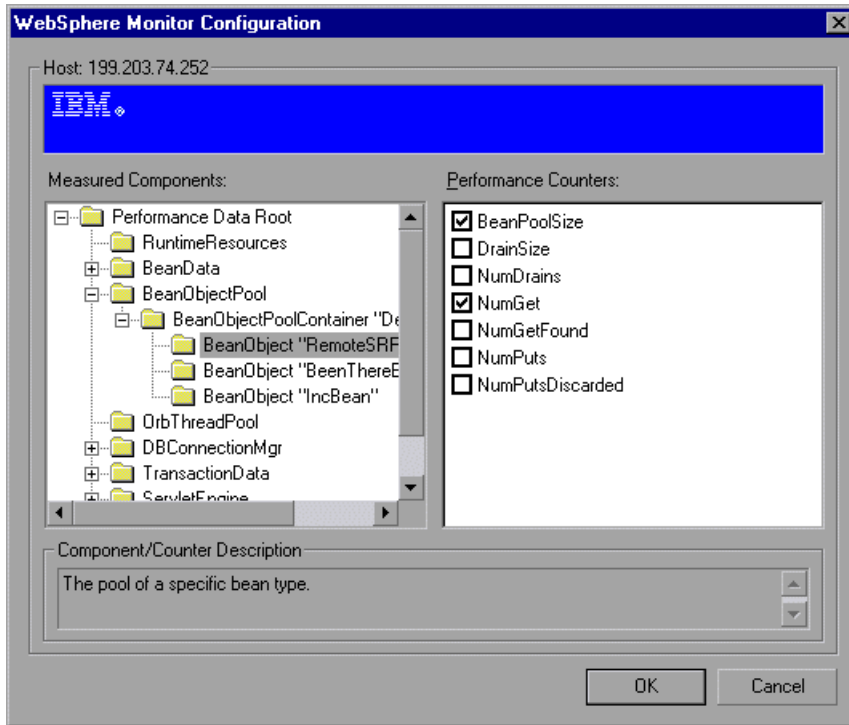 WebSphere Monitor Configuration
Host: 199.203.74.252
IBM®
Measured Components:
Performance Data Root
RuntimeResources
BeanData
BeanObjectPool
BeanObjectPoolContainer "De
BeanObject "RemoteSRF
BeanObject "BeenThereE
BeanObject "IncBean"
OrbThreadPool
DBConnectionMgr
TransactionData
ServletEngine
Performance Counters:
BeanPoolSize
DrainSize
NumDrains
NumGet
NumGetFound
NumPuts
NumPutsDiscarded
Component/Counter Description
The pool of a specific bean type.
OK
Cancel